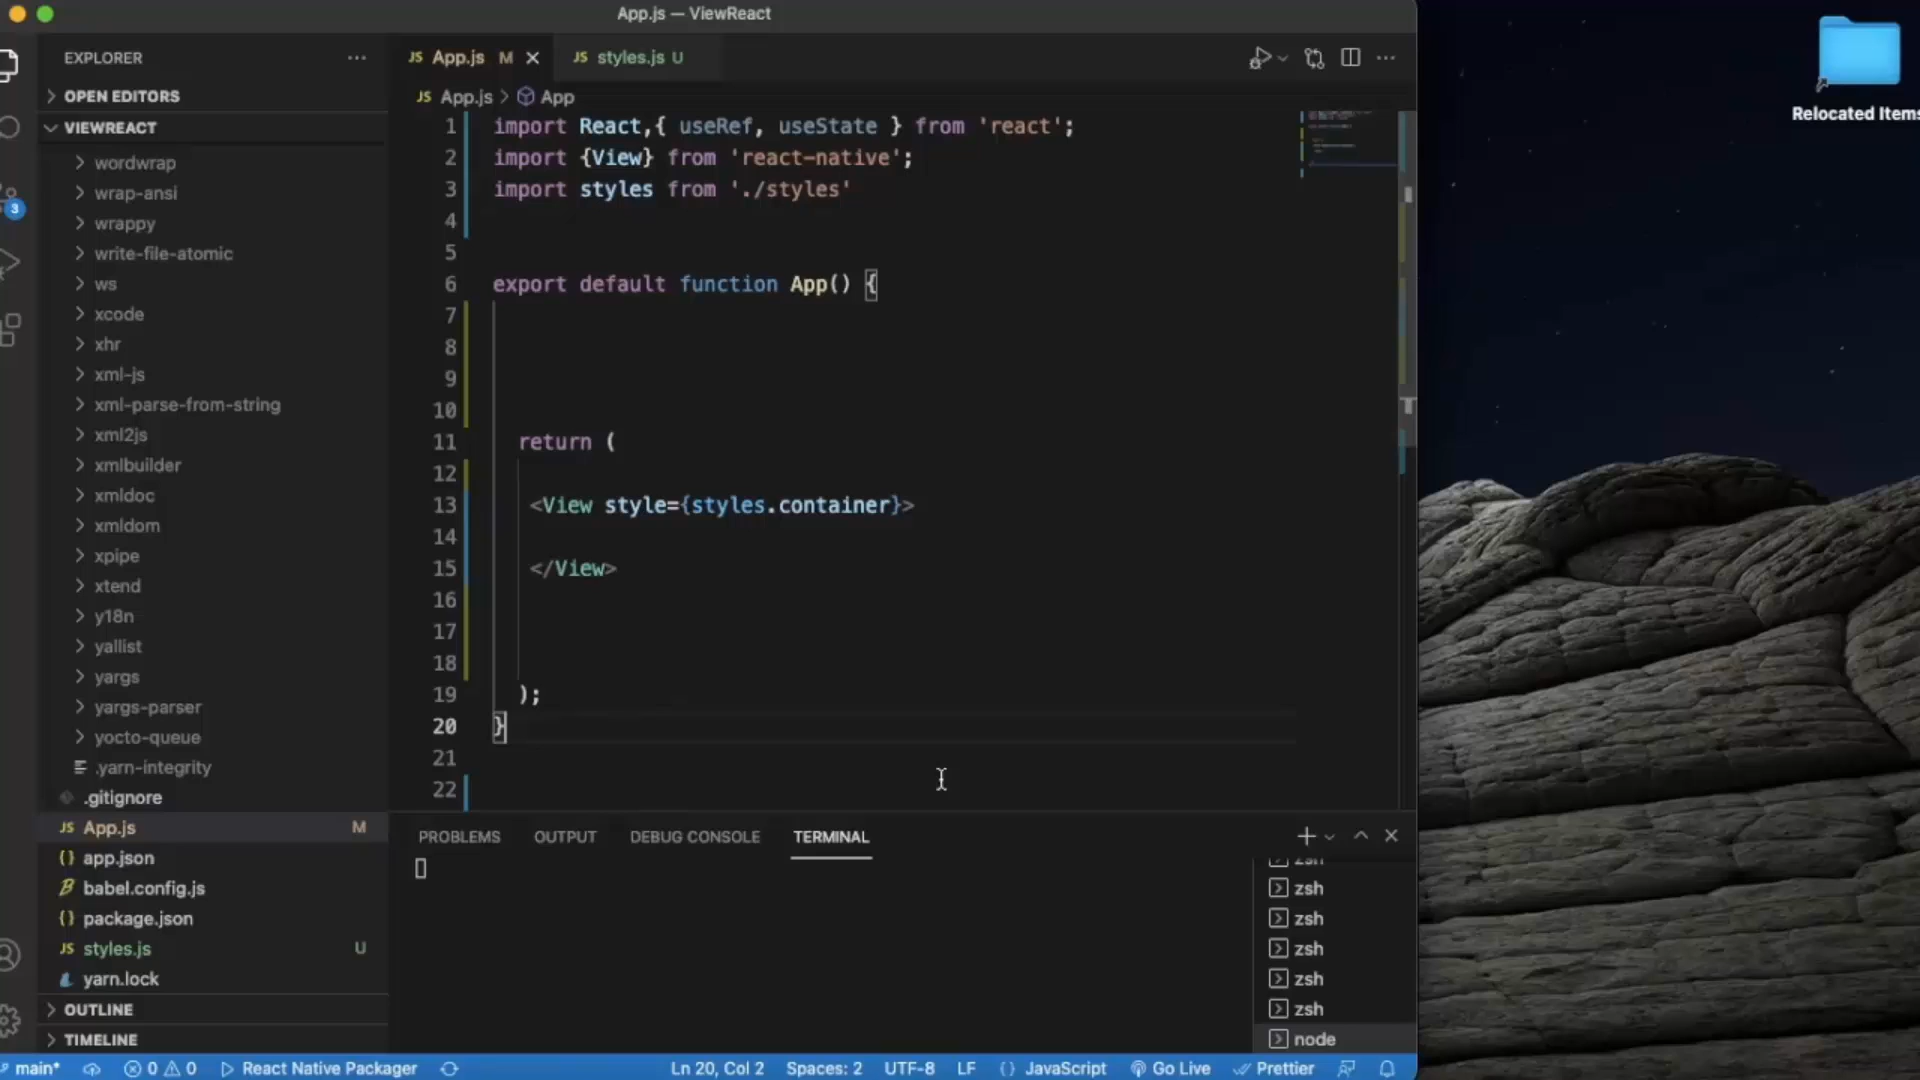 App.js — ViewReact
EXPLORER
OPEN EDITORS
VIEWREACT
wordwrap
wrap-ansi
wrappy
write-file-atomic
ws
xcode
xhr
xml-js
xml-parse-from-string
xml2js
xmlbuilder
xmldoc
xmldom
xpipe
xtend
y18n
yallist
yargs
yargs-parser
yocto-queue
.yarn-integrity
.gitignore
JS App.js M
{} app.json
babel.config.js
{} package.json
JS styles.js U
yarn.lock
OUTLINE
TIMELINE
3
JS App.js M
JS styles.js U
JS App.js > App
1 import React,{ useRef, useState } from 'react';
2 import {View} from 'react-native';
3 import styles from './styles'
4
5
6 export default function App() {
7
8
9
10
11 return (
12
13 <View style={styles.container}>
14
15 </View>
16
17
18
19 );
20 }
21
22
PROBLEMS OUTPUT DEBUG CONSOLE TERMINAL
zsh
zsh
zsh
zsh
zsh
zsh
node
main* 0 0 React Native Packager Ln 20, Col 2 Spaces: 2 UTF-8 LF {} JavaScript Go Live Prettier
Relocated Items